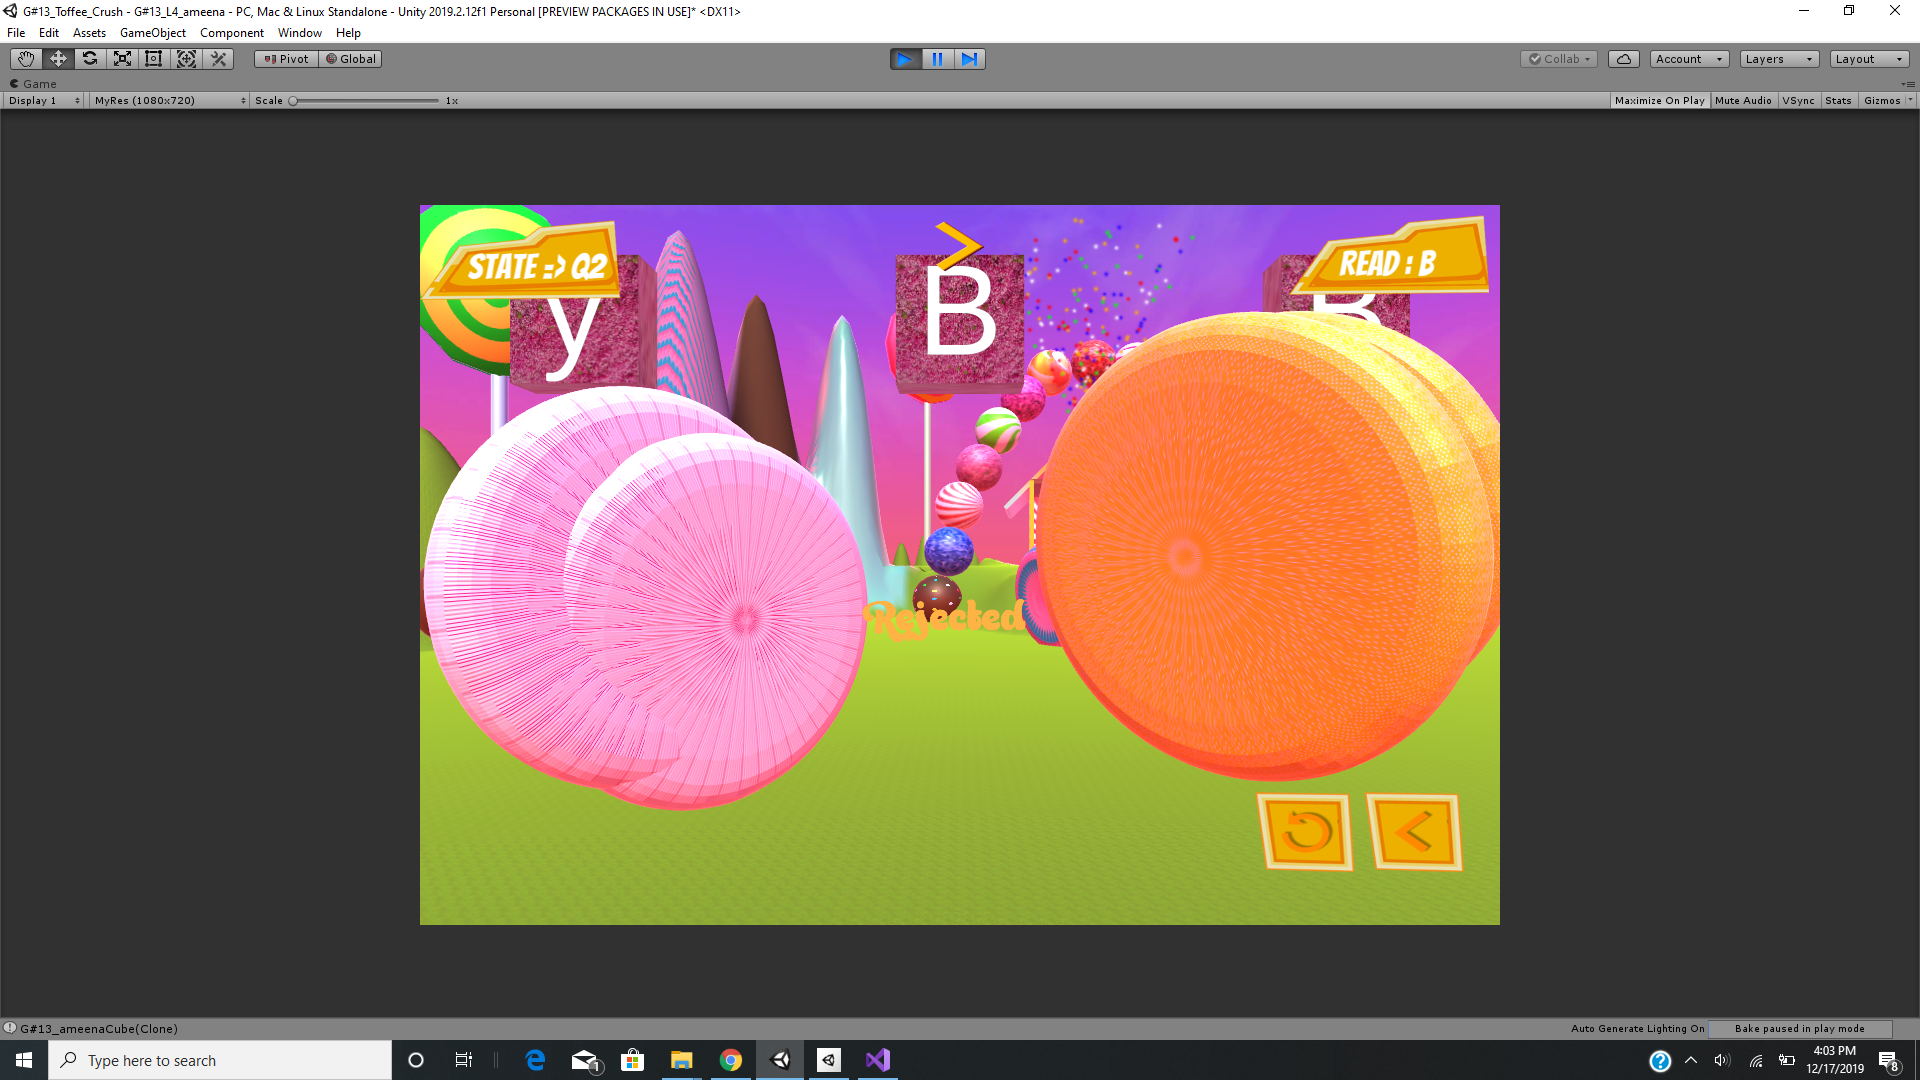 G#13_Toffee_Crush - G#13_L4_ameena - PC, Mac & Linux Standalone - Unity 2019.2.12f1 Personal [PREVIEW PACKAGES IN USE]* <DX11>
File Edit Assets GameObject Component Window Help
Pivot Global Collab Account Layers Layout
Game
Display 1 MyRes (1080x720) Scale 1x Maximize On Play Mute Audio VSync Stats Gizmos
>
STATE => Q2 READ : B
y B B
Rejected
<
G#13_ameenaCube(Clone) Auto Generate Lighting On Bake paused in play mode
Type here to search
1
4:03 PM
12/17/2019
8